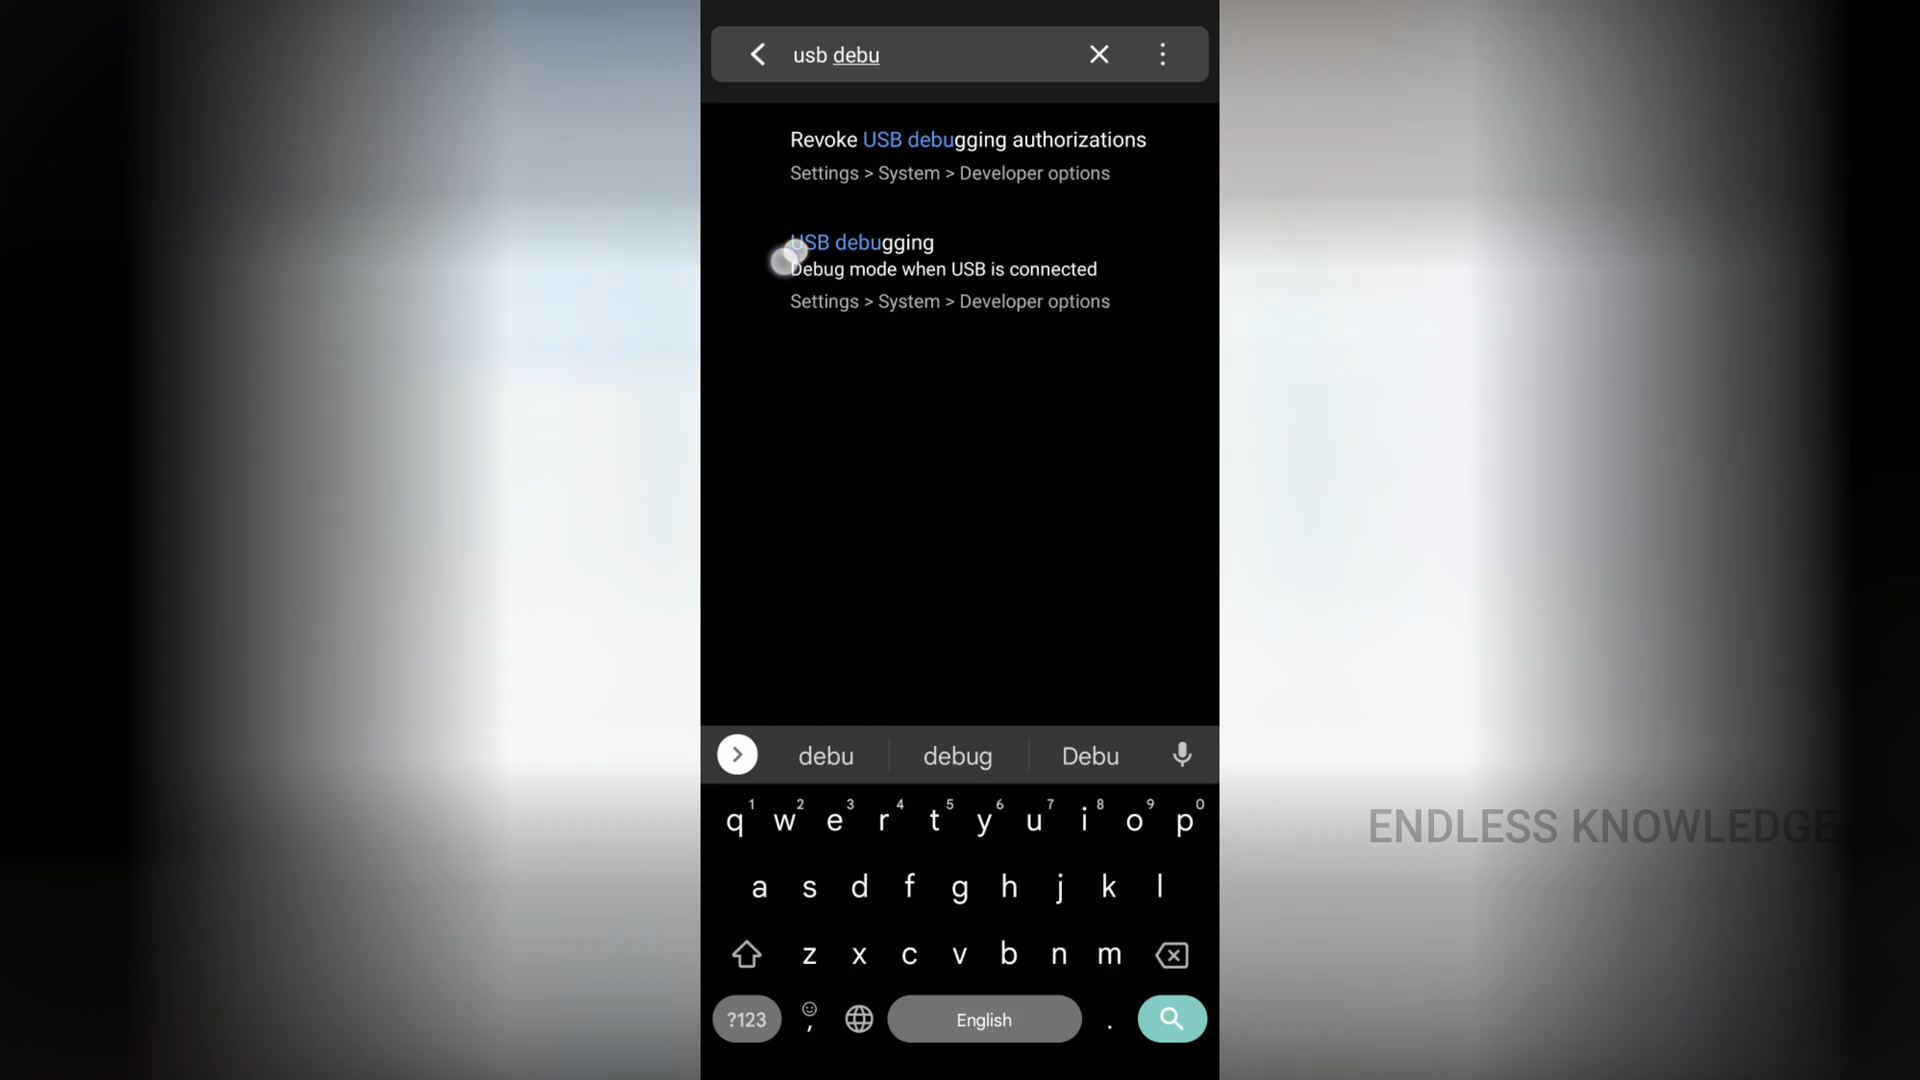 usb debu
Revoke USB debugging authorizations
Settings > System > Developer options
USB debugging
Debug mode when USB is connected
Settings > System > Developer options
debu debug Debu
1 2 3 4 5 6 7 8 9 0
q w e r t y u i o p
a s d f g h j k l
z x c v b n m
?123 , English .
ENDLESS KNOWLEDGE